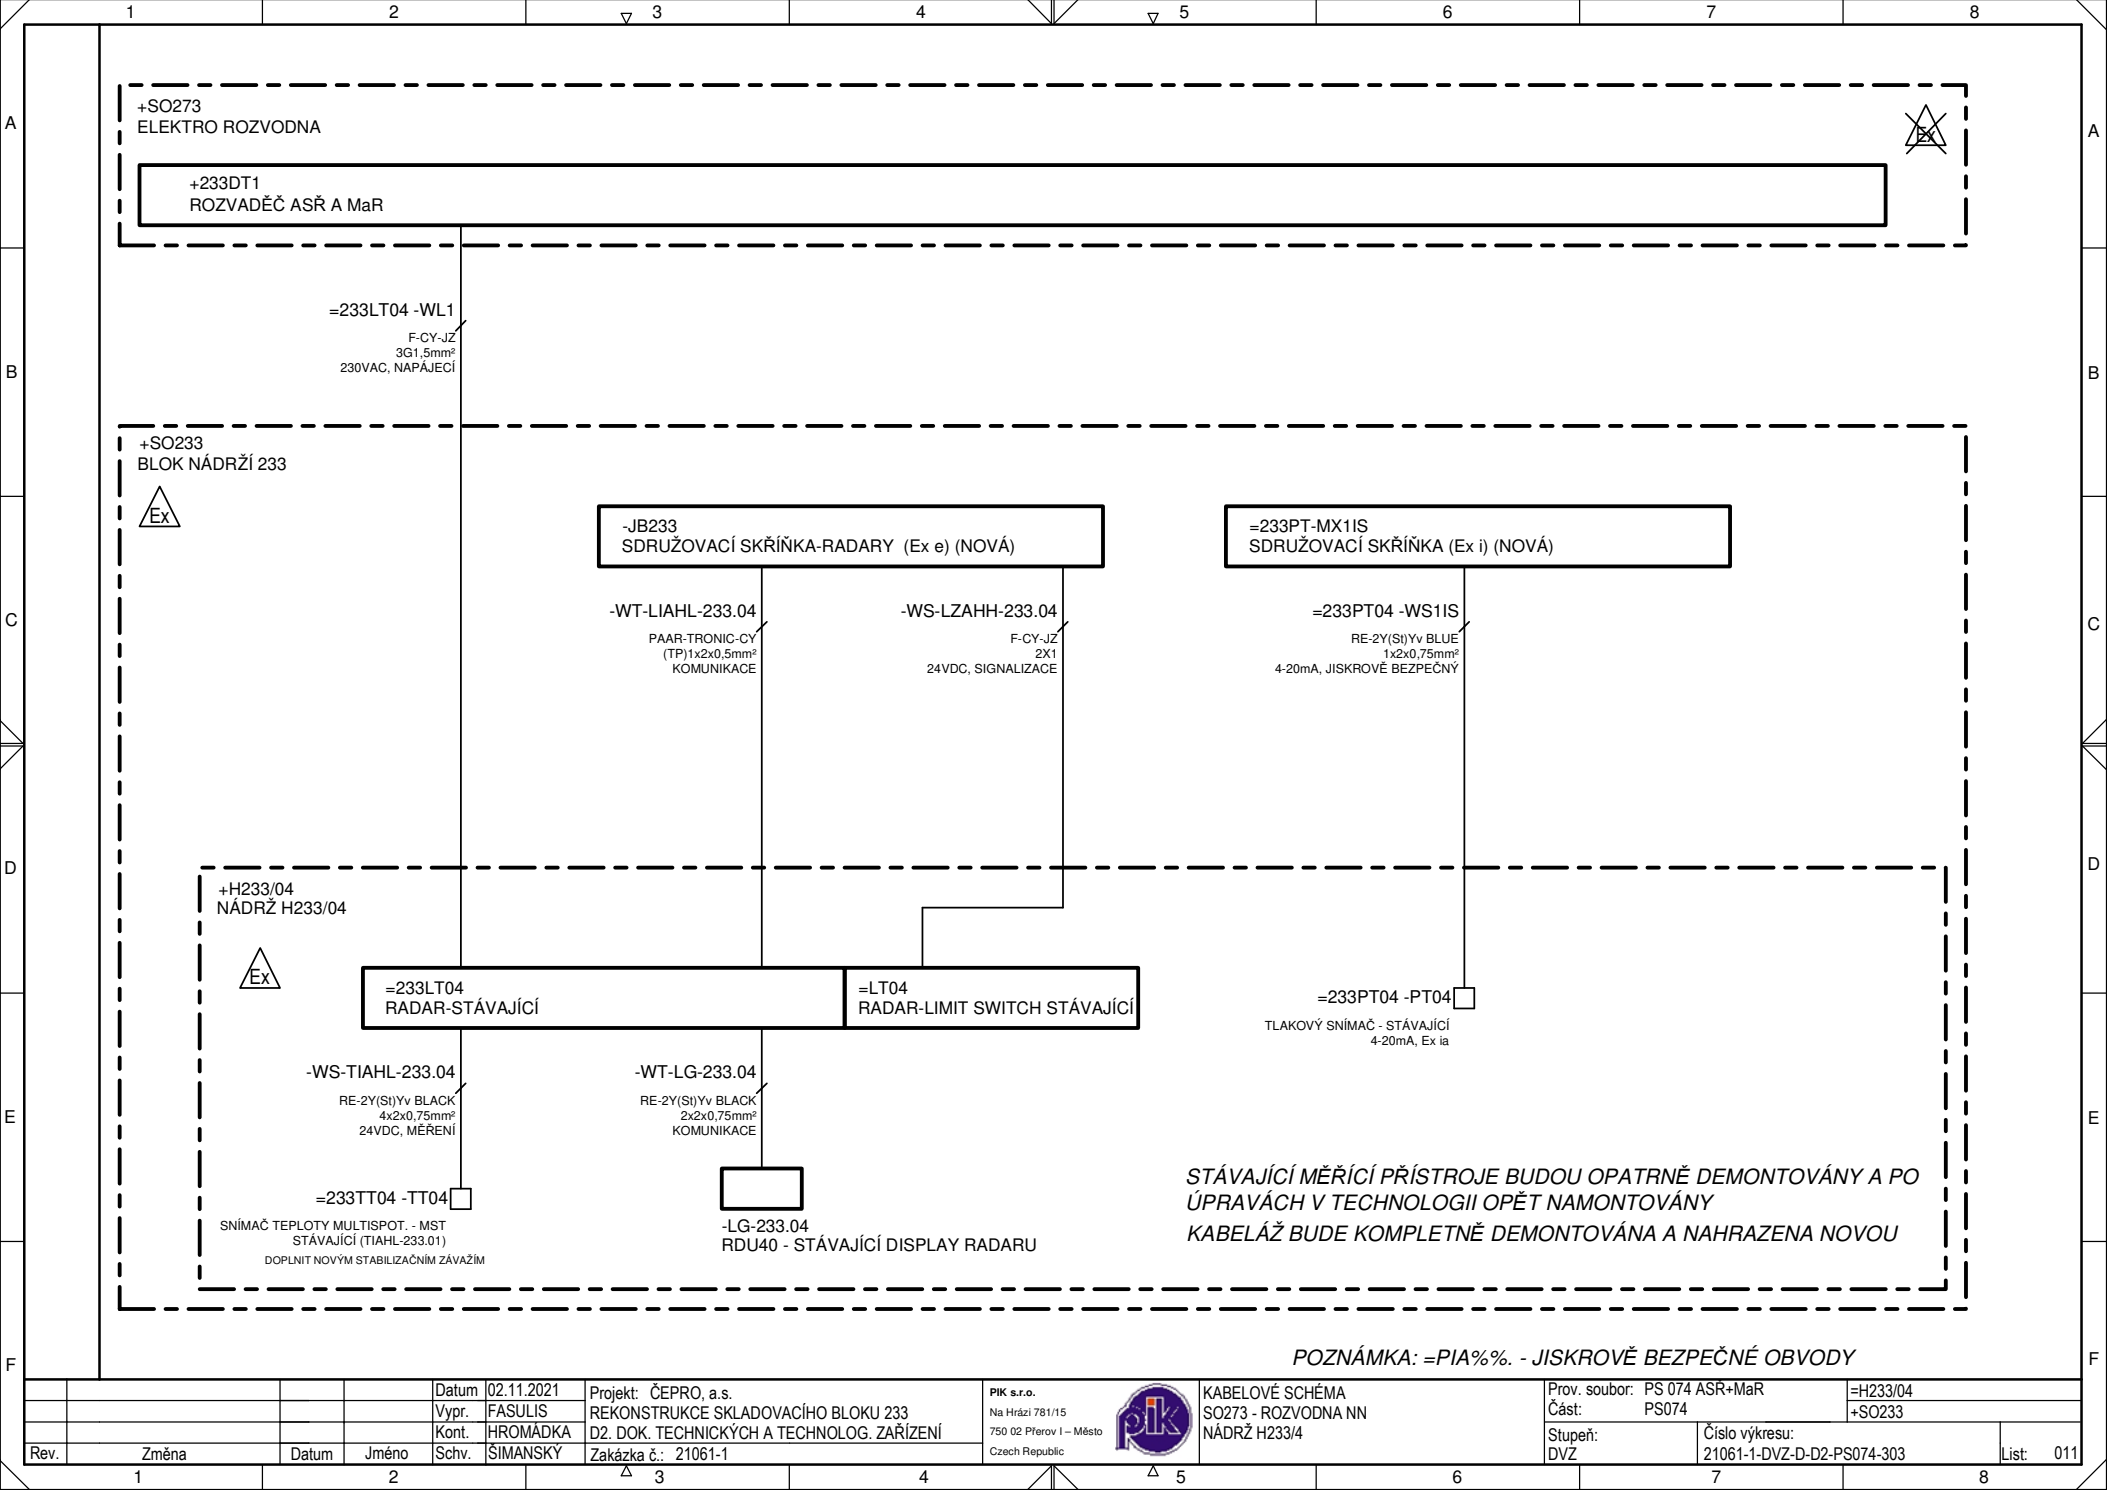 1 2 3 4 5 6 7 8
A
B
C
D
E
F
+SO273
ELEKTRO ROZVODNA
Ex
+233DT1
ROZVADĚČ ASŘ A MaR
=233LT04 -WL1
F-CY-JZ
3G1,5mm²
230VAC, NAPÁJECÍ
+SO233
BLOK NÁDRŽÍ 233
Ex
-JB233
SDRUŽOVACÍ SKŘÍŇKA-RADARY (Ex e) (NOVÁ)
=233PT-MX1IS
SDRUŽOVACÍ SKŘÍŇKA (Ex i) (NOVÁ)
-WT-LIAHL-233.04
PAAR-TRONIC-CY
(TP)1x2x0,5mm²
KOMUNIKACE
-WS-LZAHH-233.04
F-CY-JZ
2X1
24VDC, SIGNALIZACE
=233PT04 -WS1IS
RE-2Y(St)Yv BLUE
1x2x0,75mm²
4-20mA, JISKROVĚ BEZPEČNÝ
+H233/04
NÁDRŽ H233/04
Ex
=233LT04
RADAR-STÁVAJÍCÍ
=LT04
RADAR-LIMIT SWITCH STÁVAJÍCÍ
=233PT04 -PT04
TLAKOVÝ SNÍMAČ - STÁVAJÍCÍ
4-20mA, Ex ia
-WS-TIAHL-233.04
RE-2Y(St)Yv BLACK
4x2x0,75mm²
24VDC, MĚŘENÍ
-WT-LG-233.04
RE-2Y(St)Yv BLACK
2x2x0,75mm²
KOMUNIKACE
=233TT04 -TT04
SNÍMAČ TEPLOTY MULTISPOT. - MST
STÁVAJÍCÍ (TIAHL-233.01)
DOPLNIT NOVÝM STABILIZAČNÍM ZÁVAŽÍM
-LG-233.04
RDU40 - STÁVAJÍCÍ DISPLAY RADARU
STÁVAJÍCÍ MĚŘÍCÍ PŘÍSTROJE BUDOU OPATRNĚ DEMONTOVÁNY A PO
ÚPRAVÁCH V TECHNOLOGII OPĚT NAMONTOVÁNY
KABELÁŽ BUDE KOMPLETNĚ DEMONTOVÁNA A NAHRAZENA NOVOU
POZNÁMKA: =PIA%%. - JISKROVĚ BEZPEČNÉ OBVODY
A
B
C
D
E
F
Rev. Změna Datum Jméno
Datum 02.11.2021
Vypr. FASULIS
Kont. HROMÁDKA
Schv. ŠIMANSKÝ
Projekt: ČEPRO, a.s.
REKONSTRUKCE SKLADOVACÍHO BLOKU 233
D2. DOK. TECHNICKÝCH A TECHNOLOG. ZAŘÍZENÍ
Zakázka č.: 21061-1
PIK s.r.o.
Na Hrázi 781/15
750 02 Přerov I – Město
Czech Republic
pik
KABELOVÉ SCHÉMA
SO273 - ROZVODNA NN
NÁDRŽ H233/4
Prov. soubor: PS 074 ASŘ+MaR
Část: PS074
=H233/04
+SO233
Stupeň:
DVZ
Číslo výkresu:
21061-1-DVZ-D-D2-PS074-303
List: 011
1 2 3 4 5 6 7 8